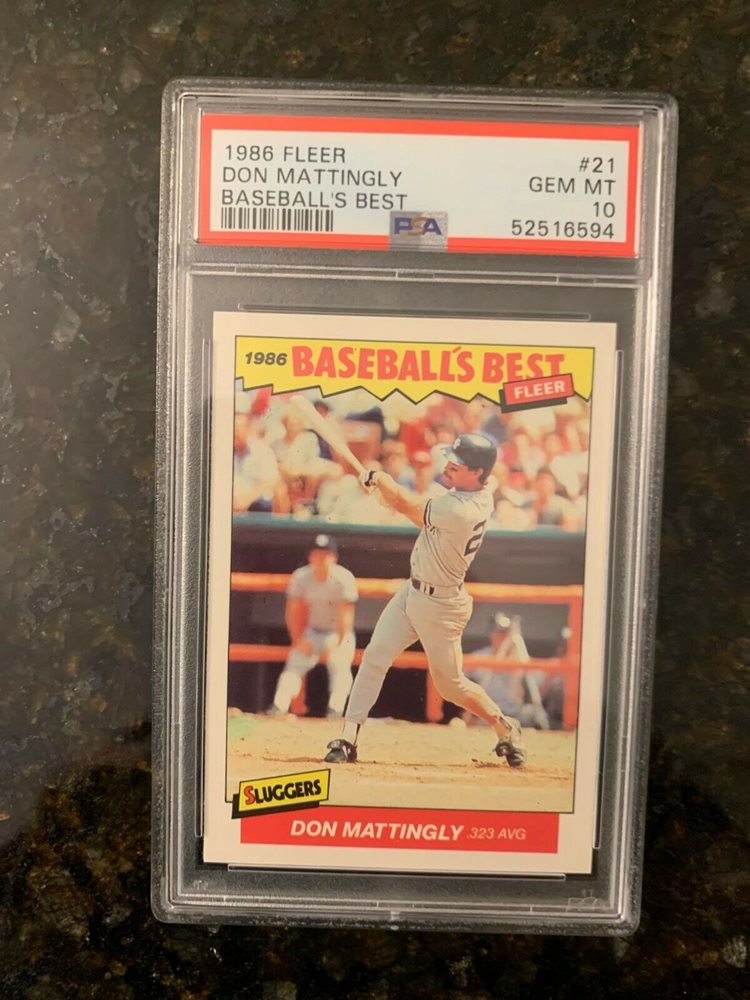 1986 FLEER #21
DON MATTINGLY GEM MT
BASEBALL'S BEST 10
PSA 52516594
1986 BASEBALL'S BEST
FLEER
2
SLUGGERS
DON MATTINGLY .323 AVG